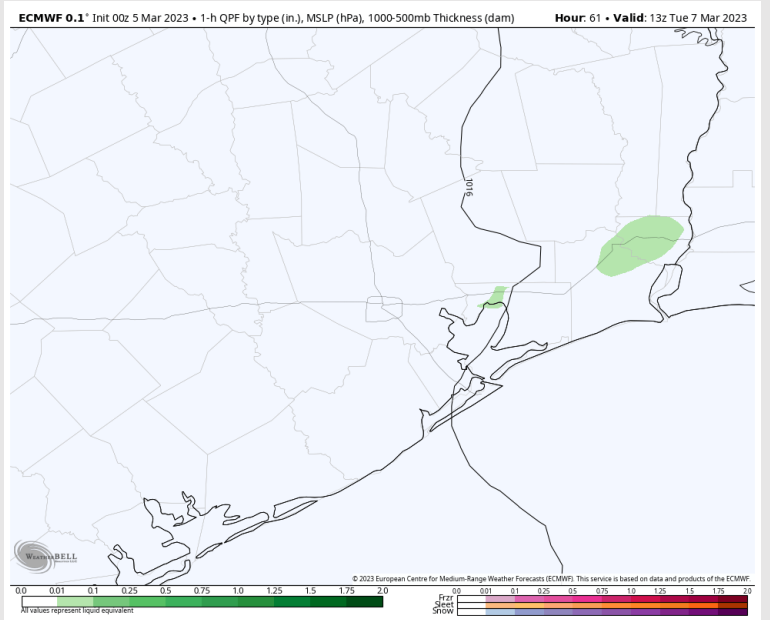 ECMWF 0.1° Init 00z 5 Mar 2023 • 1-h QPF by type (in.), MSLP (hPa), 1000-500mb Thickness (dam) Hour: 61 • Valid: 13z Tue 7 Mar 2023
1016
WEATHERBELL
© 2023 European Centre for Medium-Range Weather Forecasts (ECMWF). This service is based on data and products of the ECMWF.
0.0 0.01 0.1 0.25 0.5 0.75 1.0 1.25 1.5 1.75 2.0
All values represent liquid equivalent
0.0 0.01 0.1 0.25 0.50 0.75 1.0 1.25 1.5 1.75 2.0
Frzr
Sleet
Snow